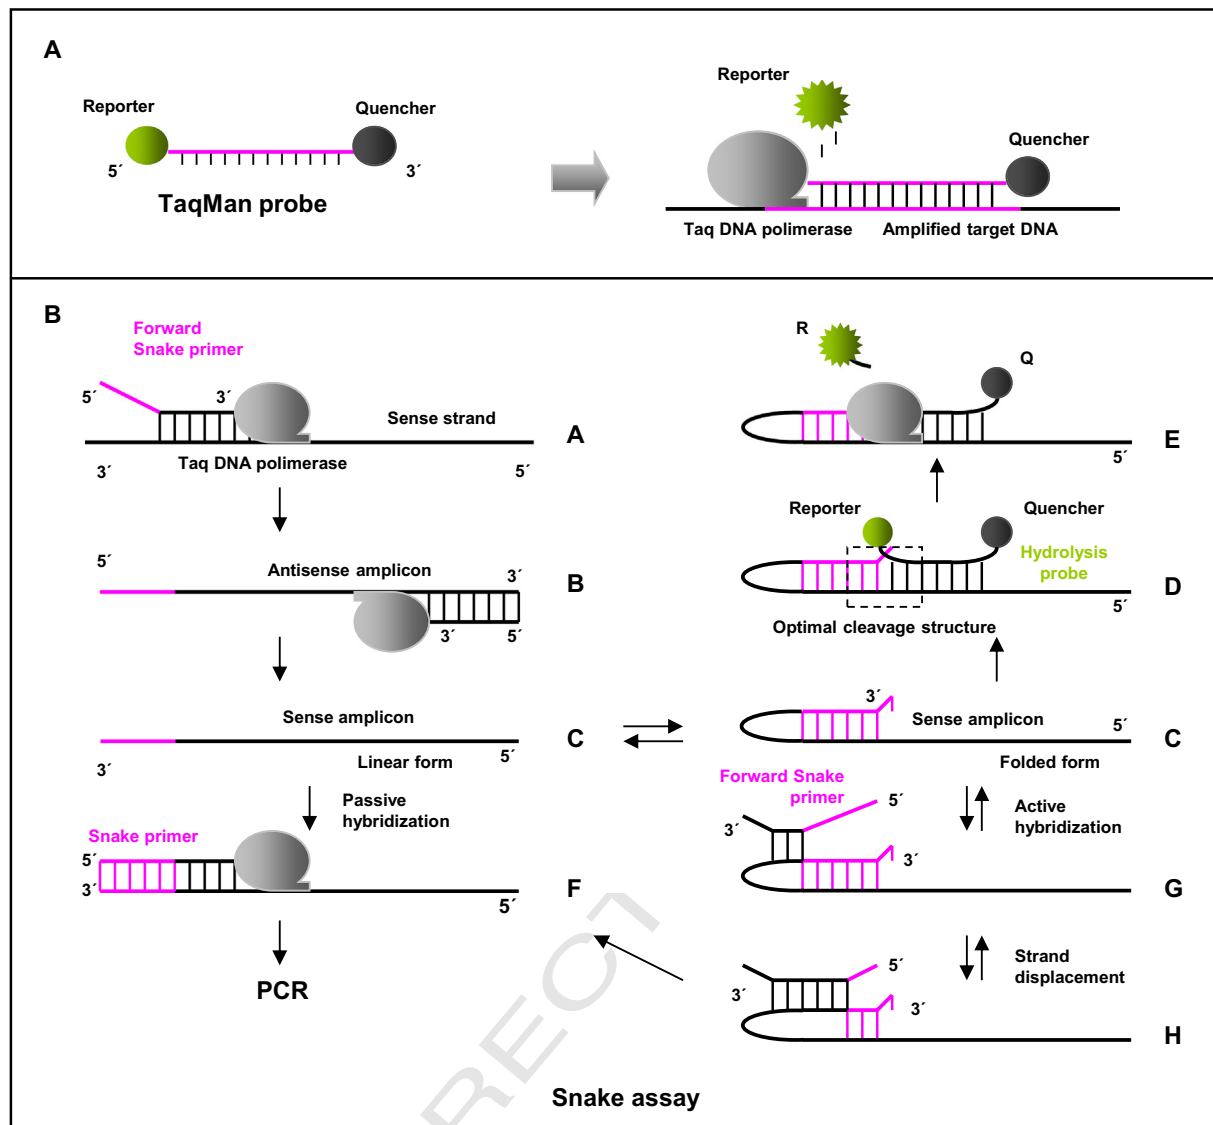 A
Reporter
Quencher
5´
3´
TaqMan probe
Reporter
Quencher
Taq DNA polimerase
Amplified target DNA
B
Forward
Snake primer
5´
3´
Sense strand
A
3´
Taq DNA polimerase
5´
5´
Antisense amplicon
3´
B
3´
5´
Sense amplicon
C
3´
Linear form
5´
Passive
hybridization
Snake primer
5´
3´
5´
F
PCR
R
Q
E
5´
Reporter
Quencher
Hydrolysis
probe
D
5´
Optimal cleavage structure
3´
Sense amplicon
5´
C
Folded form
Forward Snake
primer
5´
Active
hybridization
3´
3´
G
Strand
displacement
5´
3´
3´
H
Snake assay
RECT